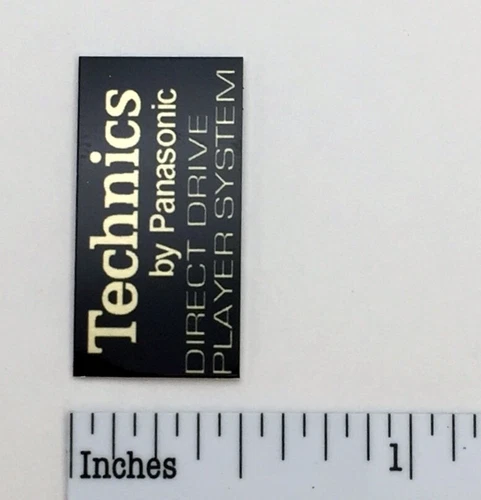 Technics
by Panasonic
DIRECT DRIVE
PLAYER SYSTEM
Inches
1